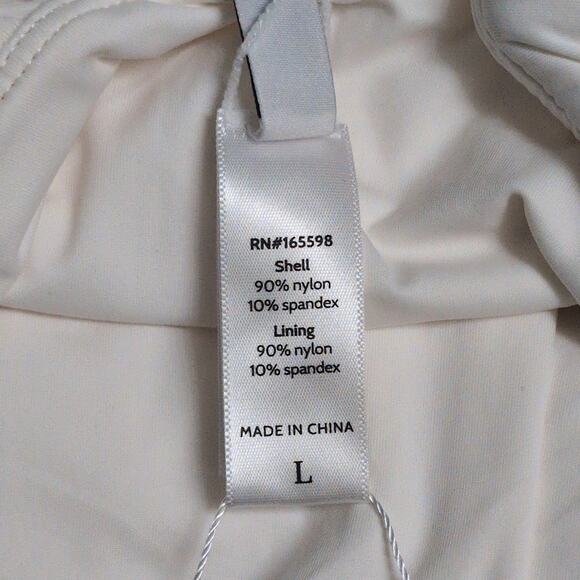 RN#165598
Shell
90% nylon
10% spandex
Lining
90% nylon
10% spandex
MADE IN CHINA
L